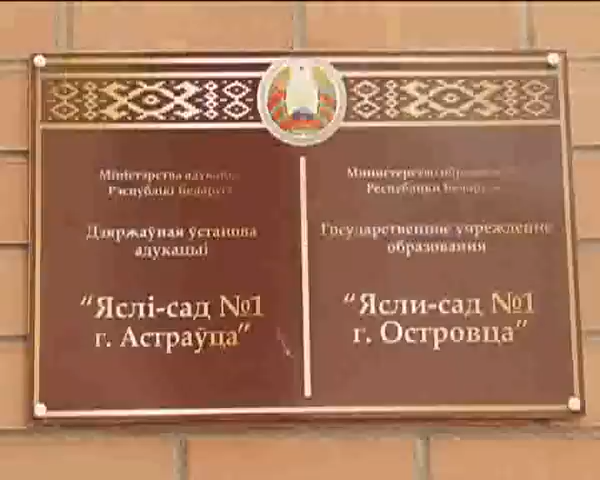 Міністэрства адукацыі
Рэспублікі Беларусь
Дзяржаўная ўстанова
адукацыі
“Яслі-сад №1
г. Астраўца”
Министерство образования
Республики Беларусь
Государственное учреждение
образования
“Ясли-сад №1
г. Островца”